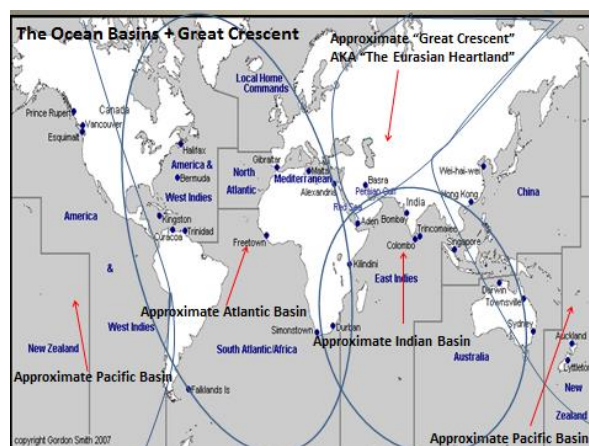 The Ocean Basins + Great Crescent
Approximate "Great Crescent"
AKA "The Eurasian Heartland"
Local Home
Commands
Prince Rupert
Canada
Vancouver
Esquimalt
Halifax
America &
Bermuda
West Indies
North
Atlantic
Gibraltar
Malta
Mediterranean
Alexandria
Basra
Persian Gulf
Red Sea
Wei-hai-wei
China
Hong Kong
India
Bombay
Aden
Trincomalee
Colombo
Singapore
America
&
West Indies
Kingston
Curacoa
Trinidad
Freetown
Kilindini
East Indies
Darwin
Townsville
Approximate Atlantic Basin
Simonstown
Durban
Approximate Indian Basin
Sydney
Auckland
Lyttleton
New Zealand
South Atlantic/Africa
Australia
Approximate Pacific Basin
Falklands Is
New
Zealand
Approximate Pacific Basin
copyright Gordon Smith 2007